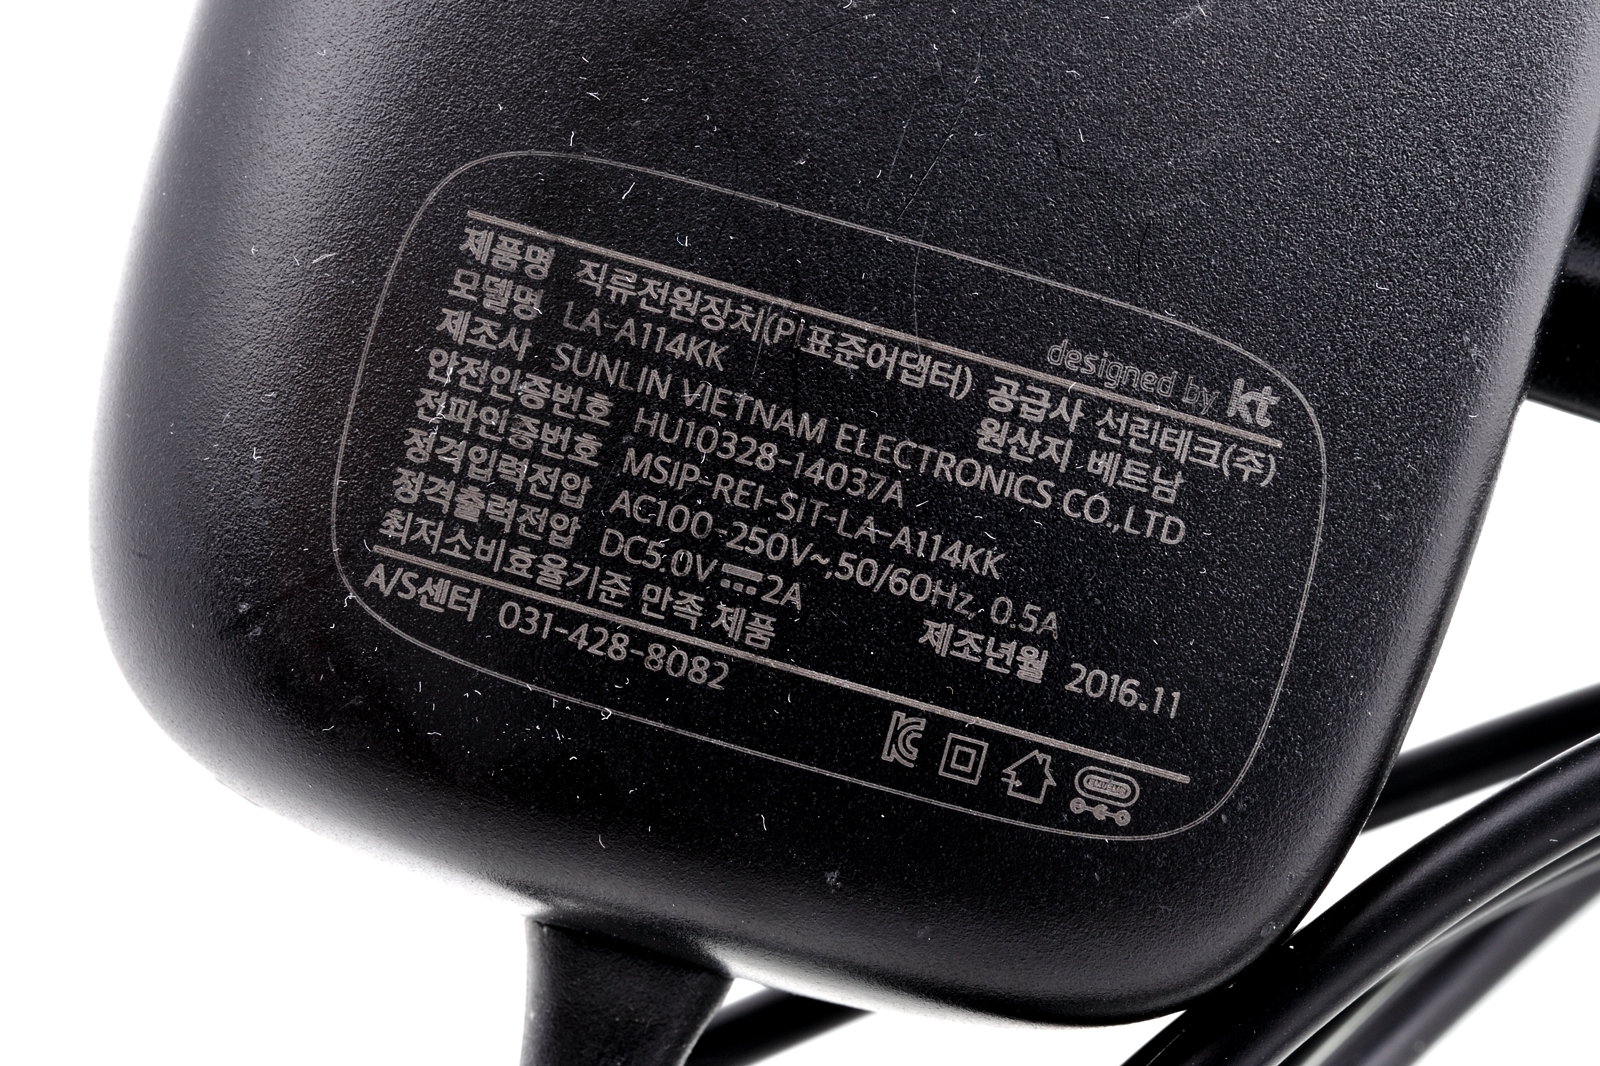 designed by kt
제품명 직류전원장치(PI표준어댑터) 공급사 선린테크(주)
모델명 LA-A114KK 원산지 베트남
제조사 SUNLIN VIETNAM ELECTRONICS CO.,LTD
안전인증번호 HU10328-14037A
전파인증번호 MSIP-REI-SIT-LA-A114KK
정격입력전압 AC100-250V~,50/60Hz, 0.5A
정격출력전압 DC5.0V⎓2A 제조년월 2016.11
최저소비효율기준 만족 제품
A/S센터 031-428-8082